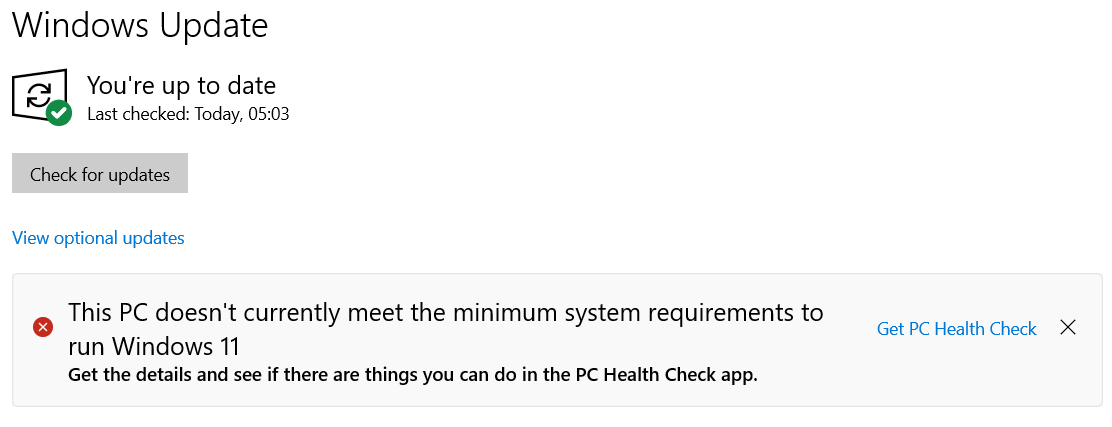 Windows Update
You're up to date
Last checked: Today, 05:03
Check for updates
View optional updates
This PC doesn't currently meet the minimum system requirements to
run Windows 11
Get the details and see if there are things you can do in the PC Health Check app.
Get PC Health Check